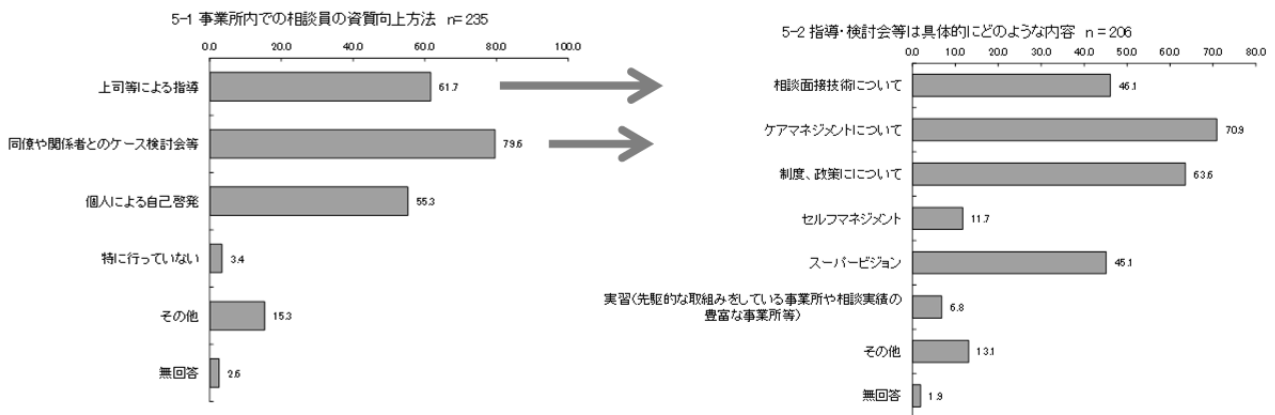 5-1 事業所内での相談員の資質向上方法 n=235
0.0 20.0 40.0 60.0 80.0 100.0
上司等による指導 61.7
同僚や関係者とのケース検討会等 79.6
個人による自己啓発 55.3
特に行っていない 3.4
その他 15.3
無回答 2.6
5-2 指導・検討会等は具体的にどのような内容 n=206
0.0 10.0 20.0 30.0 40.0 50.0 60.0 70.0 80.0
相談面接技術について 46.1
ケアマネジメントについて 70.9
制度、政策にについて 63.6
セルフマネジメント 11.7
スーパービジョン 45.1
実習(先駆的な取組みをしている事業所や相談実績の
豊富な事業所等) 6.8
その他 13.1
無回答 1.9